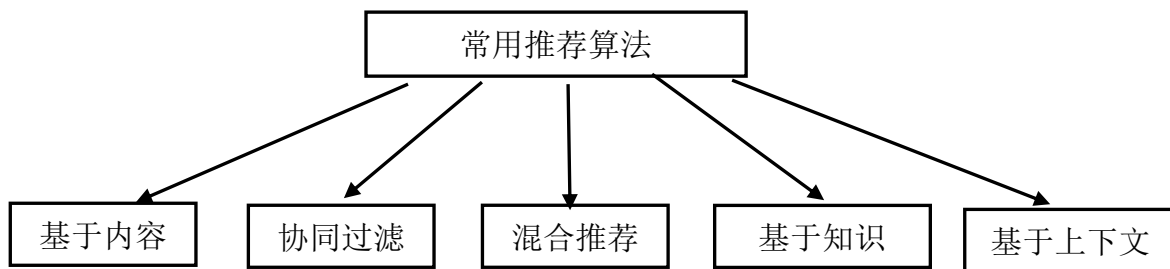 常用推荐算法
基于内容
协同过滤
混合推荐
基于知识
基于上下文